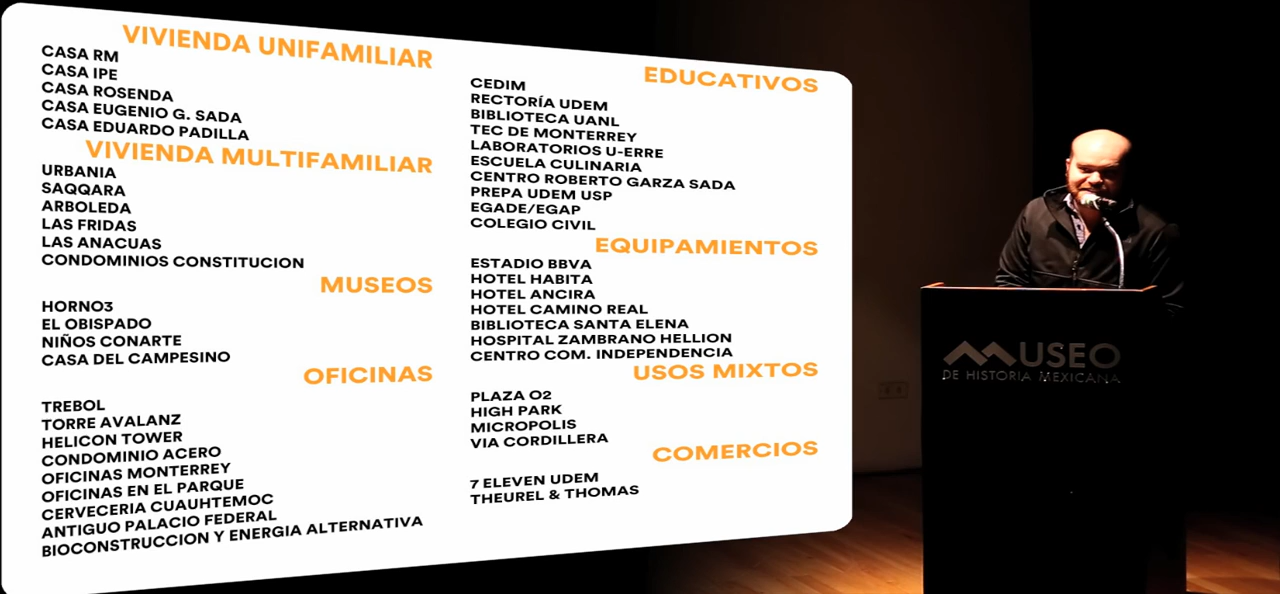 VIVIENDA UNIFAMILIAR
CASA RM
CASA IPE
CASA ROSENDA
CASA EUGENIO G. SADA
CASA EDUARDO PADILLA
VIVIENDA MULTIFAMILIAR
URBANIA
SAQQARA
ARBOLEDA
LAS FRIDAS
LAS ANACUAS
CONDOMINIOS CONSTITUCION
MUSEOS
HORNO3
EL OBISPADO
NIÑOS CONARTE
CASA DEL CAMPESINO
OFICINAS
TREBOL
TORRE AVALANZ
HELICON TOWER
CONDOMINIO ACERO
OFICINAS MONTERREY
OFICINAS EN EL PARQUE
CERVECERIA CUAUHTEMOC
ANTIGUO PALACIO FEDERAL
BIOCONSTRUCCION Y ENERGIA ALTERNATIVA
EDUCATIVOS
CEDIM
RECTORÍA UDEM
BIBLIOTECA UANL
TEC DE MONTERREY
LABORATORIOS U-ERRE
ESCUELA CULINARIA
CENTRO ROBERTO GARZA SADA
PREPA UDEM USP
EGADE/EGAP
COLEGIO CIVIL
EQUIPAMIENTOS
ESTADIO BBVA
HOTEL HABITA
HOTEL ANCIRA
HOTEL CAMINO REAL
BIBLIOTECA SANTA ELENA
HOSPITAL ZAMBRANO HELLION
CENTRO COM. INDEPENDENCIA
USOS MIXTOS
PLAZA O2
HIGH PARK
MICROPOLIS
VIA CORDILLERA
COMERCIOS
7 ELEVEN UDEM
THEUREL & THOMAS
MUSEO
DE HISTORIA MEXICANA